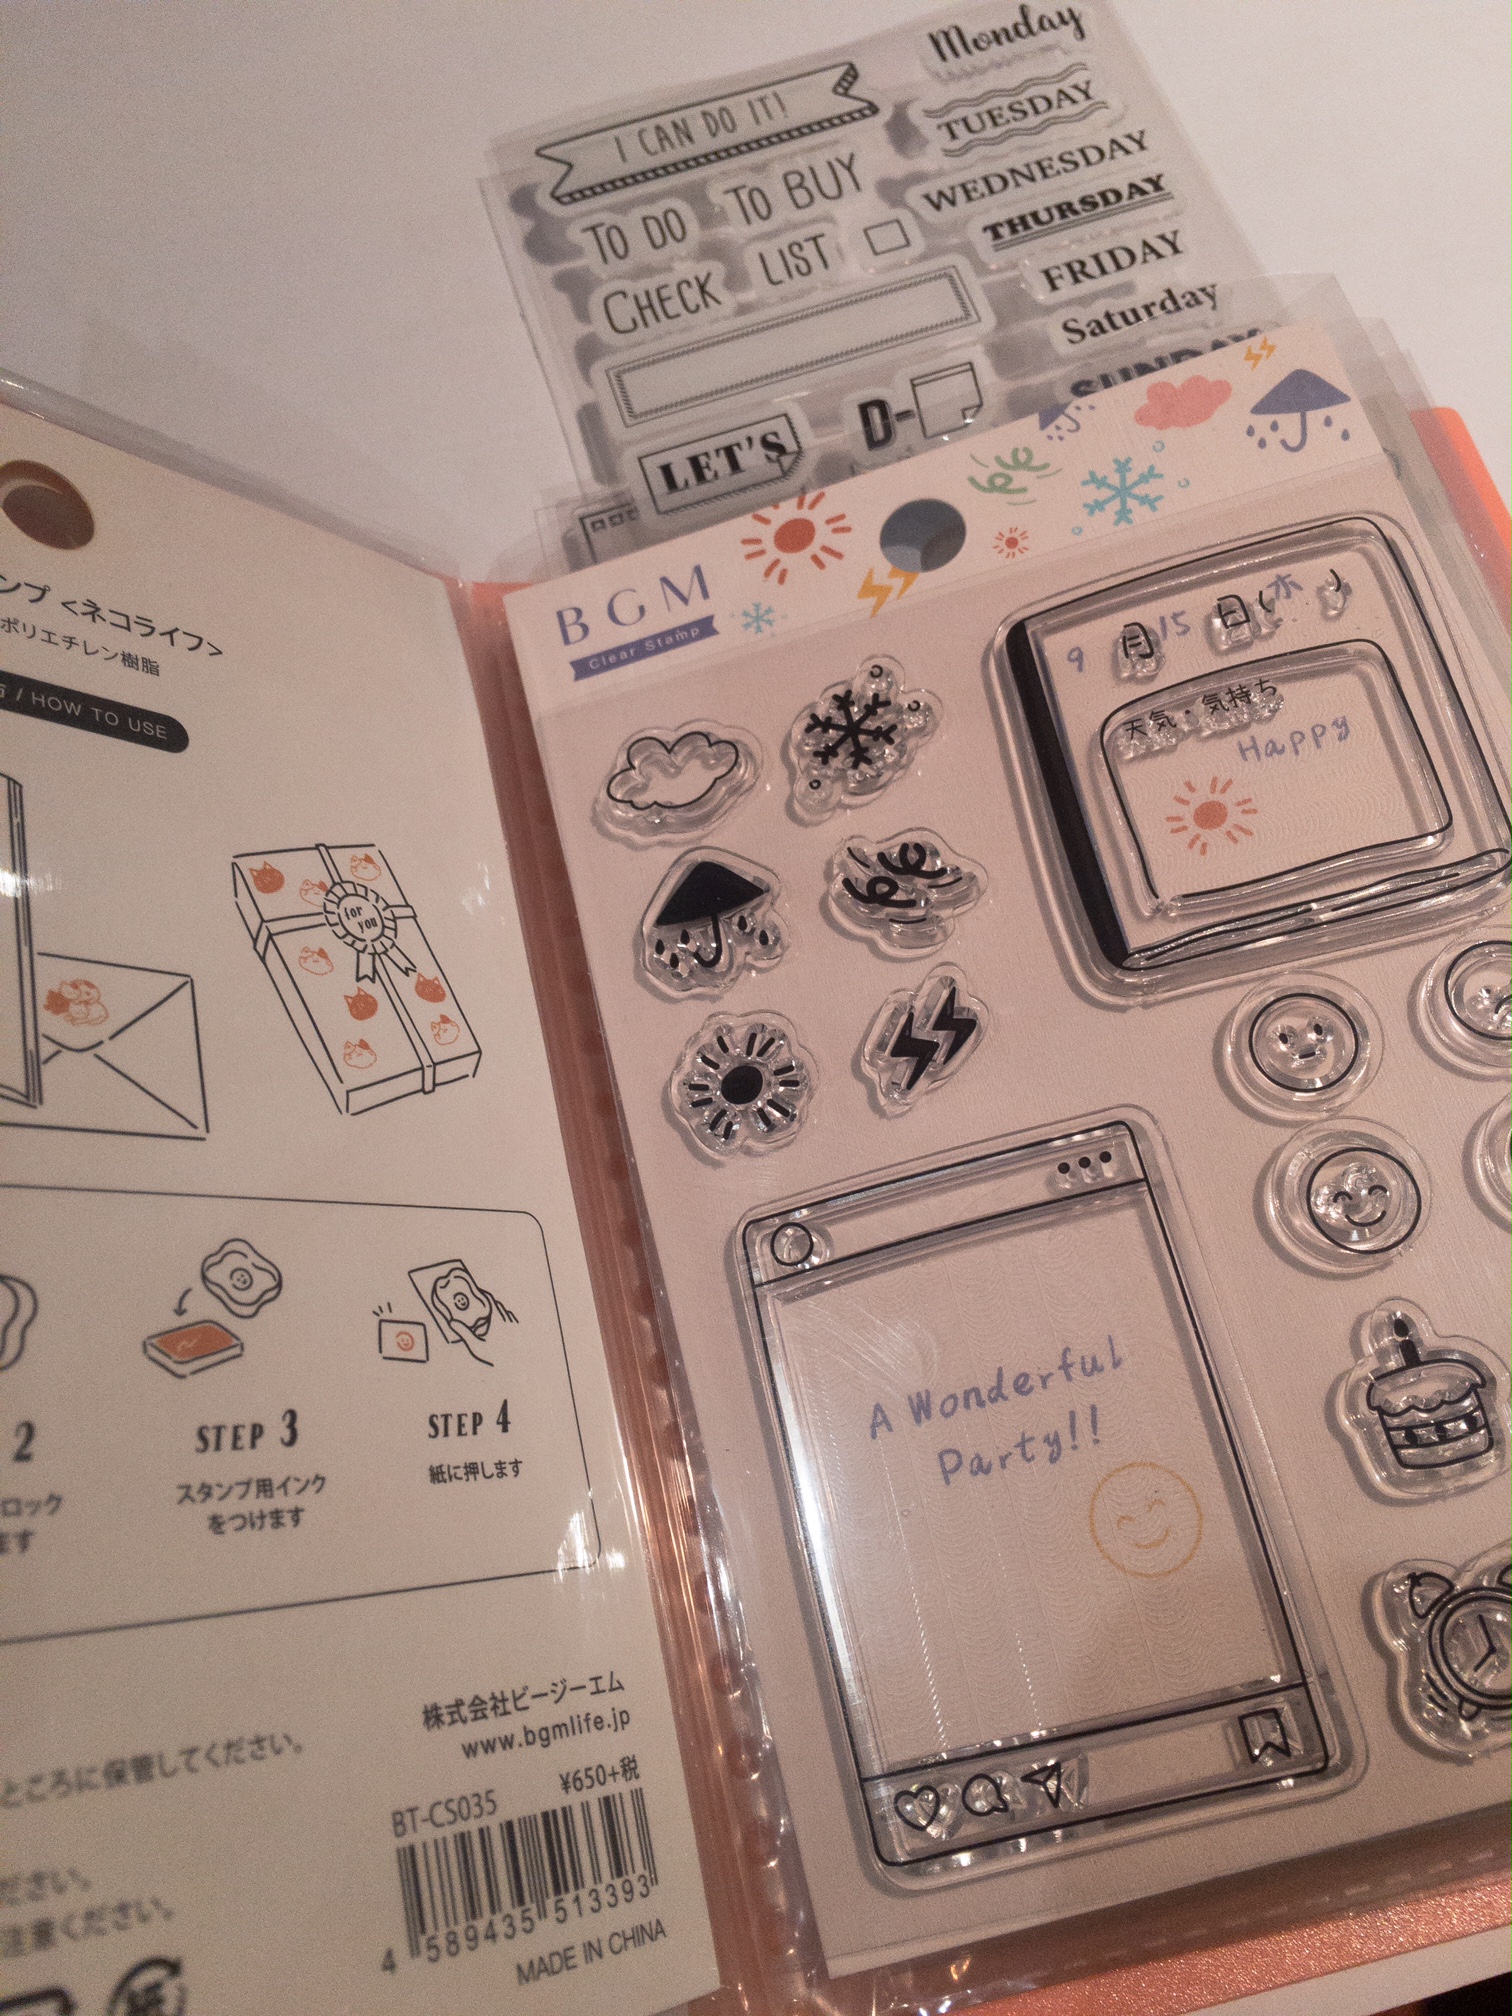 Monday
I CAN DO IT!
TUESDAY
TO DO
TO BUY
WEDNESDAY
THURSDAY
CHECK
LIST
FRIDAY
Saturday
SUNDAY
LET'S
D-
BGM
Clear Stamp
9月15日(木)
天気・気持ち
Happy
A Wonderful
Party!!
ンプ <ネコライフ>
ポリエチレン樹脂
/ HOW TO USE
for
you
2
STEP 3
STEP 4
ロック
ます
スタンプ用インク
をつけます
紙に押します
株式会社ビージーエム
www.bgmlife.jp
ところに保管してください。
BT-CS035
¥650+税
ださい。
注意ください。
4 589435 513393
MADE IN CHINA